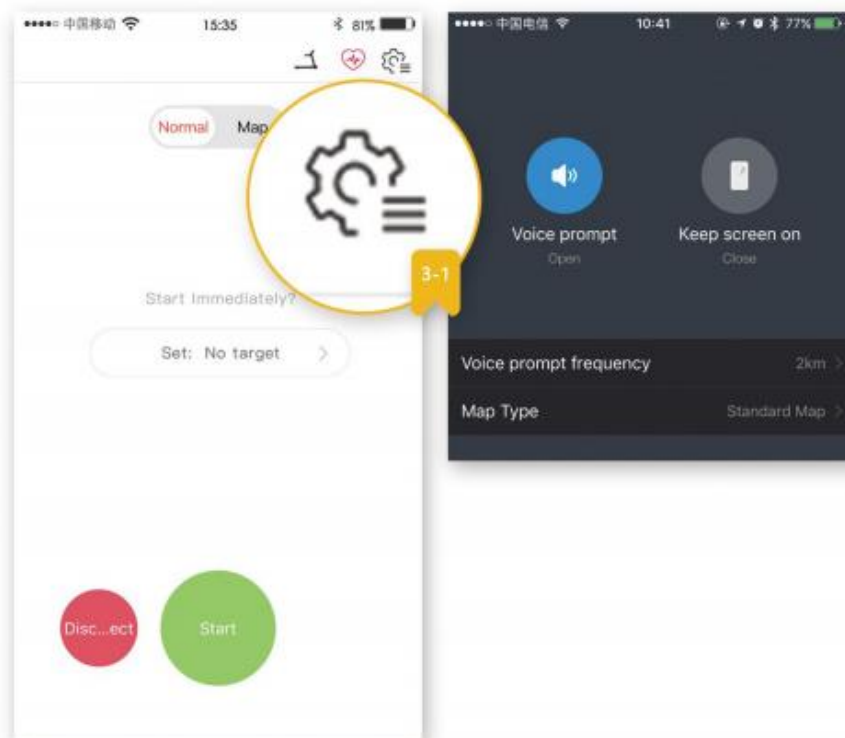 中国移动 15:35 81%
Normal Map
3-1
Start Immediately?
Set: No target
Disc...ect
Start
中国电信 10:41 77%
Voice prompt
Open
Keep screen on
Close
Voice prompt frequency 2km
Map Type Standard Map